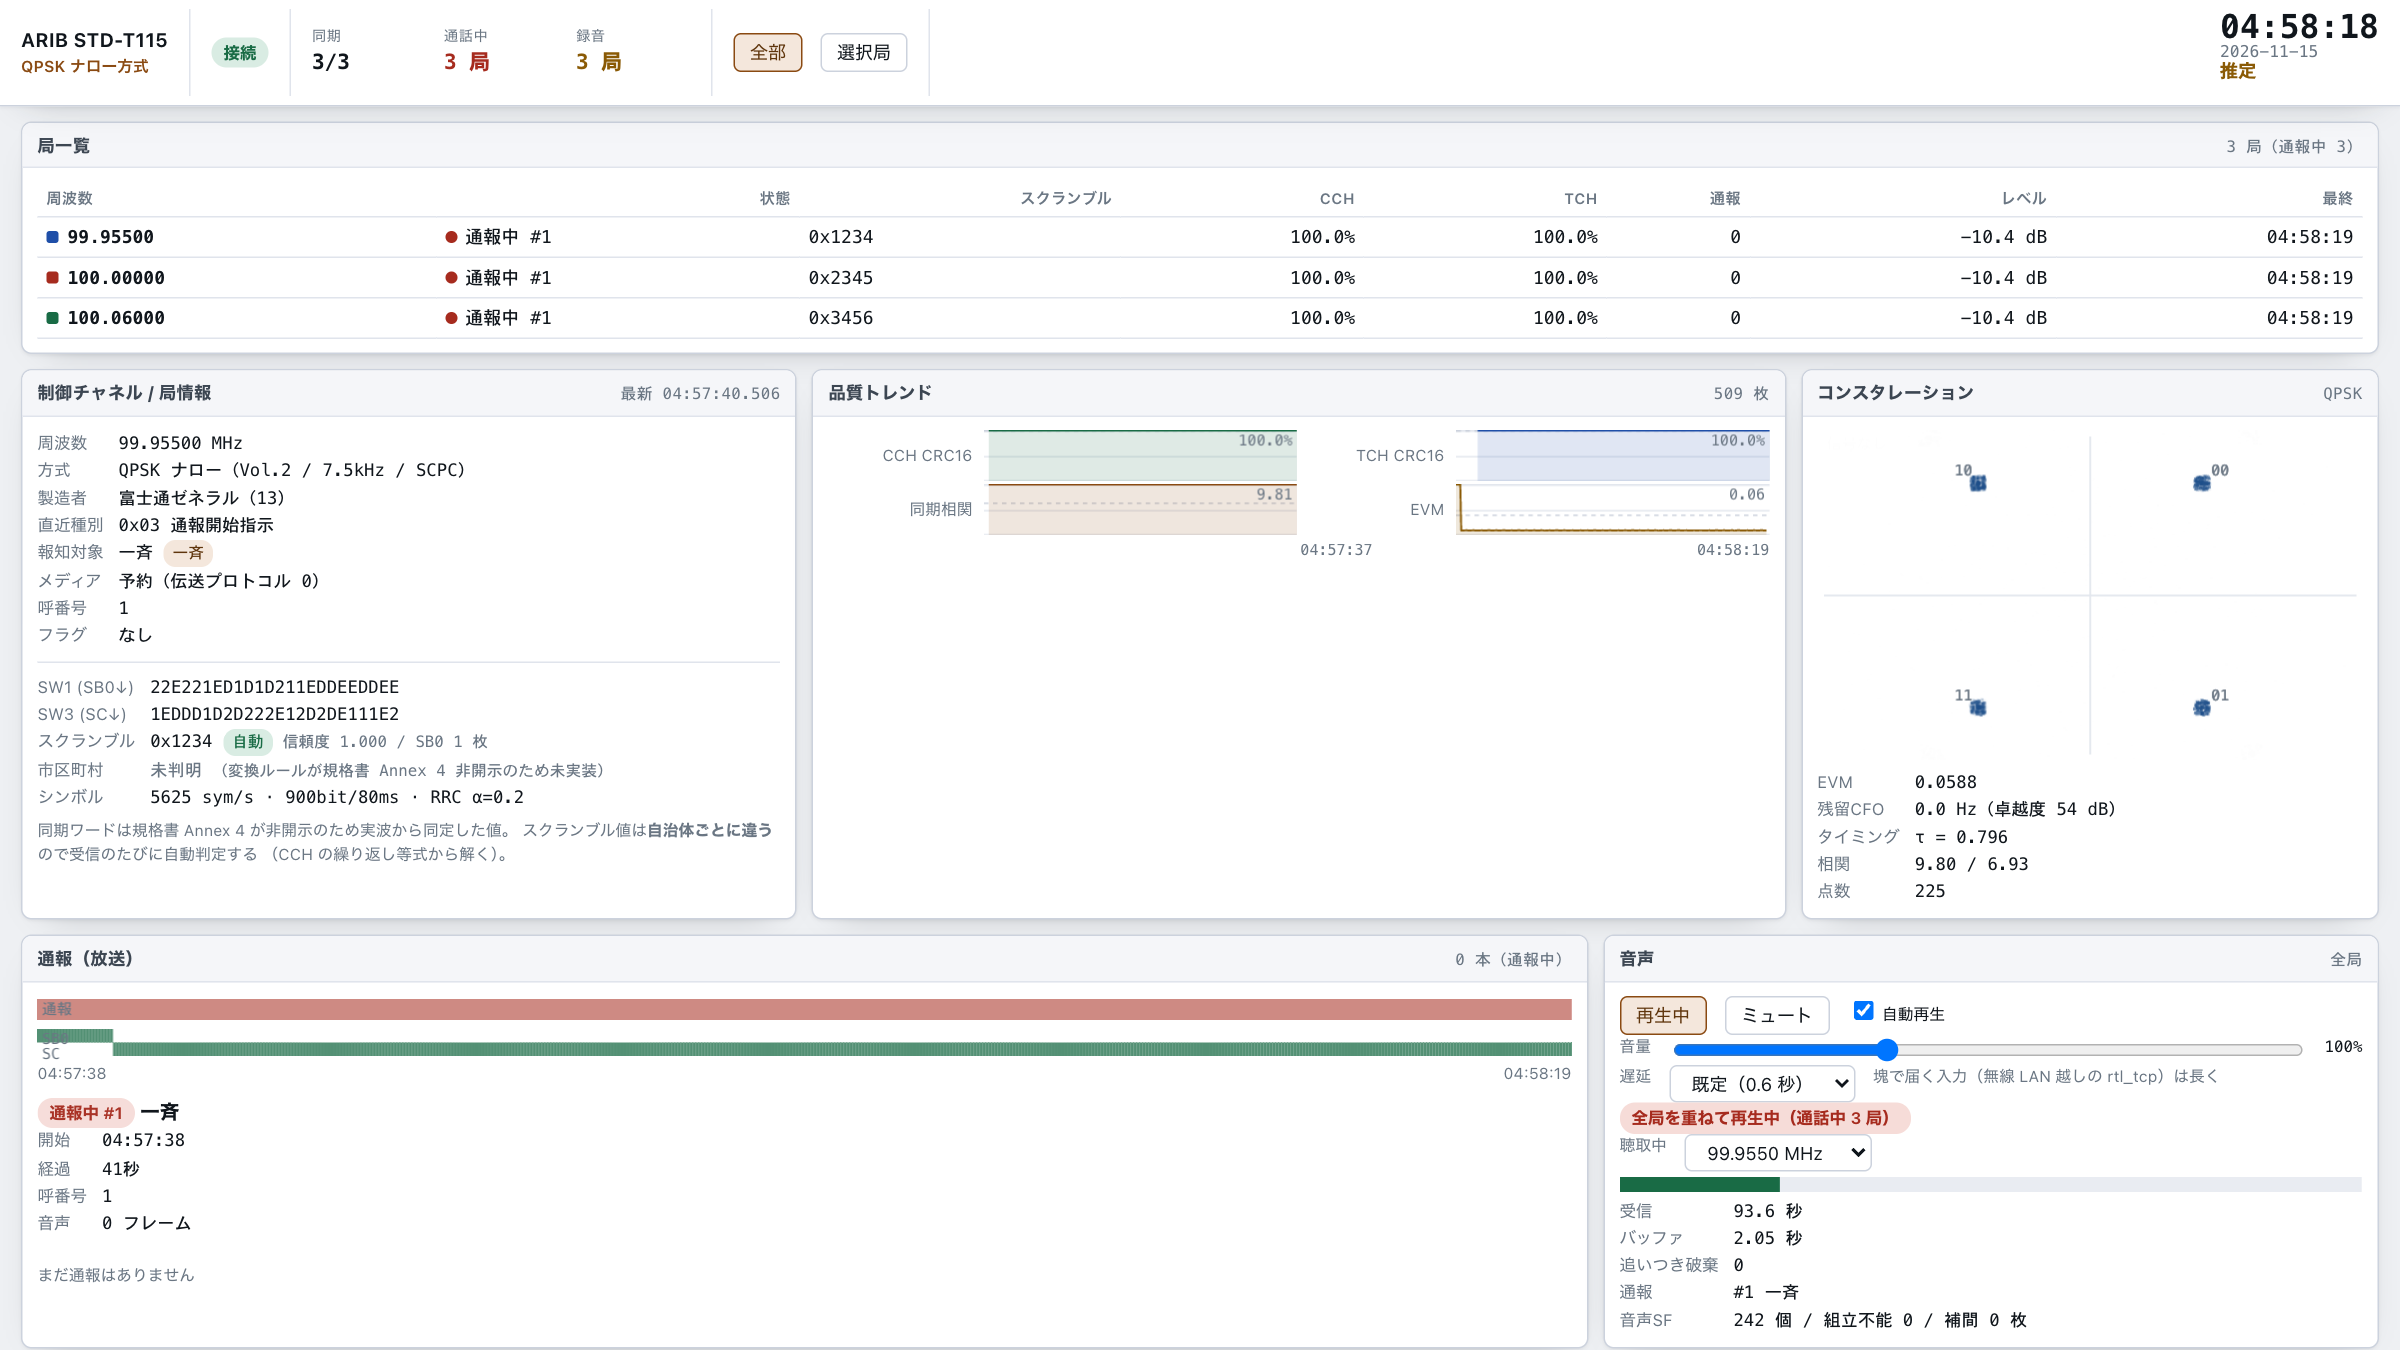 ARIB STD-T115
QPSK ナロー方式
接続
同期
3/3
通話中
3 局
録音
3 局
全部
選択局
04:58:18
2026-11-15
推定
局一覧
3 局（通報中 3）
周波数 状態 スクランブル CCH TCH 通報 レベル 最終
99.95500 通報中 #1 0x1234 100.0% 100.0% 0 −10.4 dB 04:58:19
100.00000 通報中 #1 0x2345 100.0% 100.0% 0 −10.4 dB 04:58:19
100.06000 通報中 #1 0x3456 100.0% 100.0% 0 −10.4 dB 04:58:19
制御チャネル / 局情報
最新 04:57:40.506
周波数 99.95500 MHz
方式 QPSK ナロー（Vol.2 / 7.5kHz / SCPC）
製造者 富士通ゼネラル（13）
直近種別 0x03 通報開始指示
報知対象 一斉 一斉
メディア 予約（伝送プロトコル 0）
呼番号 1
フラグ なし
SW1 (SB0↓) 22E221ED1D1D211EDDEEDDEE
SW3 (SC↓) 1EDDD1D2D222E12D2DE111E2
スクランブル 0x1234 自動 信頼度 1.000 / SB0 1 枚
市区町村 未判明 （変換ルールが規格書 Annex 4 非開示のため未実装）
シンボル 5625 sym/s · 900bit/80ms · RRC α=0.2
同期ワードは規格書 Annex 4 が非開示のため実波から同定した値。 スクランブル値は自治体ごとに違う
ので受信のたびに自動判定する （CCH の繰り返し等式から解く）。
品質トレンド
509 枚
CCH CRC16 100.0%
TCH CRC16 100.0%
同期相関 9.81
EVM 0.06
04:57:37
04:58:19
コンスタレーション
QPSK
10
00
11
01
EVM 0.0588
残留CFO 0.0 Hz（卓越度 54 dB）
タイミング τ = 0.796
相関 9.80 / 6.93
点数 225
通報（放送）
0 本（通報中）
通報
SB0
SC
04:57:38
04:58:19
通報中 #1 一斉
開始 04:57:38
経過 41秒
呼番号 1
音声 0 フレーム
まだ通報はありません
音声
全局
再生中
ミュート
自動再生
音量 100%
遅延 既定（0.6 秒） 塊で届く入力（無線 LAN 越しの rtl_tcp）は長く
全局を重ねて再生中（通話中 3 局）
聴取中 99.9550 MHz
受信 93.6 秒
バッファ 2.05 秒
追いつき破棄 0
通報 #1 一斉
音声SF 242 個 / 組立不能 0 / 補間 0 枚